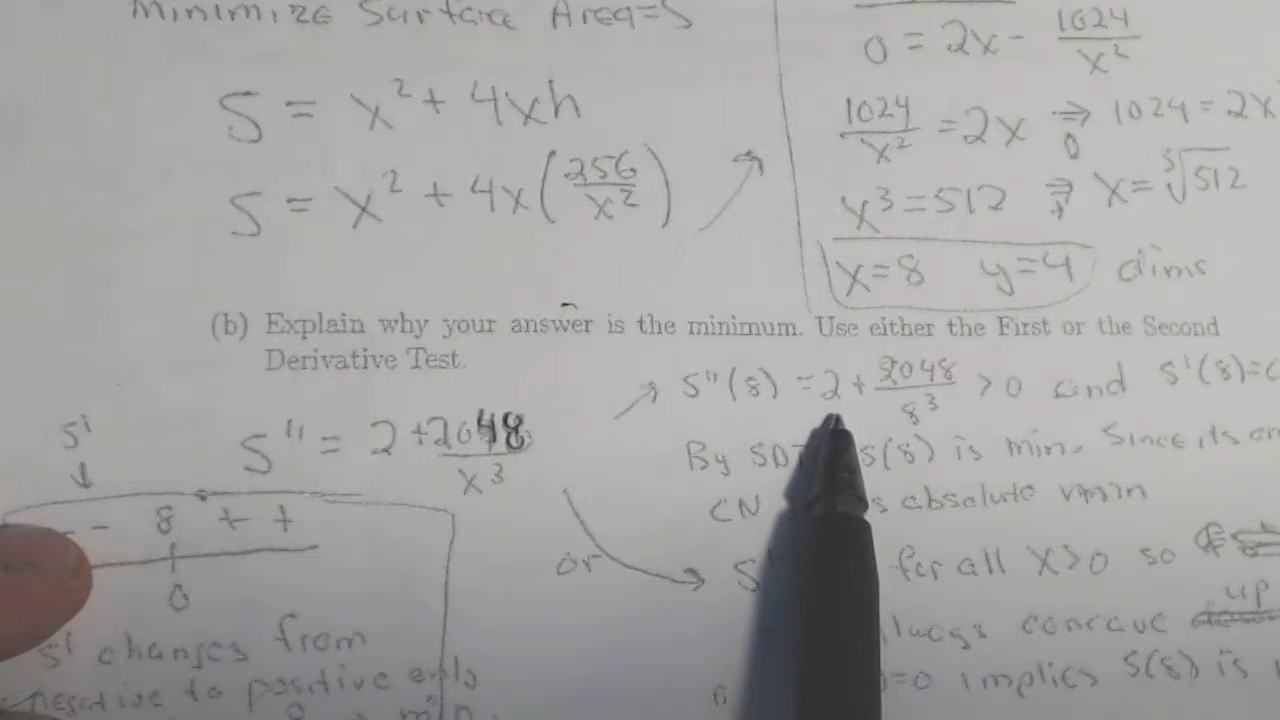 Minimize Surface Area=S
S = x² + 4xh
S = x² + 4x(256/x²)
0 = 2x - 1024/x²
1024/x² = 2x ⇒ 1024 = 2x
x³ = 512 ⇒ x = ∛512
x=8 y=4 dims
(b) Explain why your answer is the minimum. Use either the First or the Second
Derivative Test.
S'' = 2 + 2048/x³
S''(8) = 2 + 2048/8³ > 0 and S'(8)=
By S(8) is min. Since its
CN absolute min
or
for all x>0 so
concave up
=0 implies S(8) is
S'
↓
- 8 + +
0
S' changes from
negative to positive only
min.